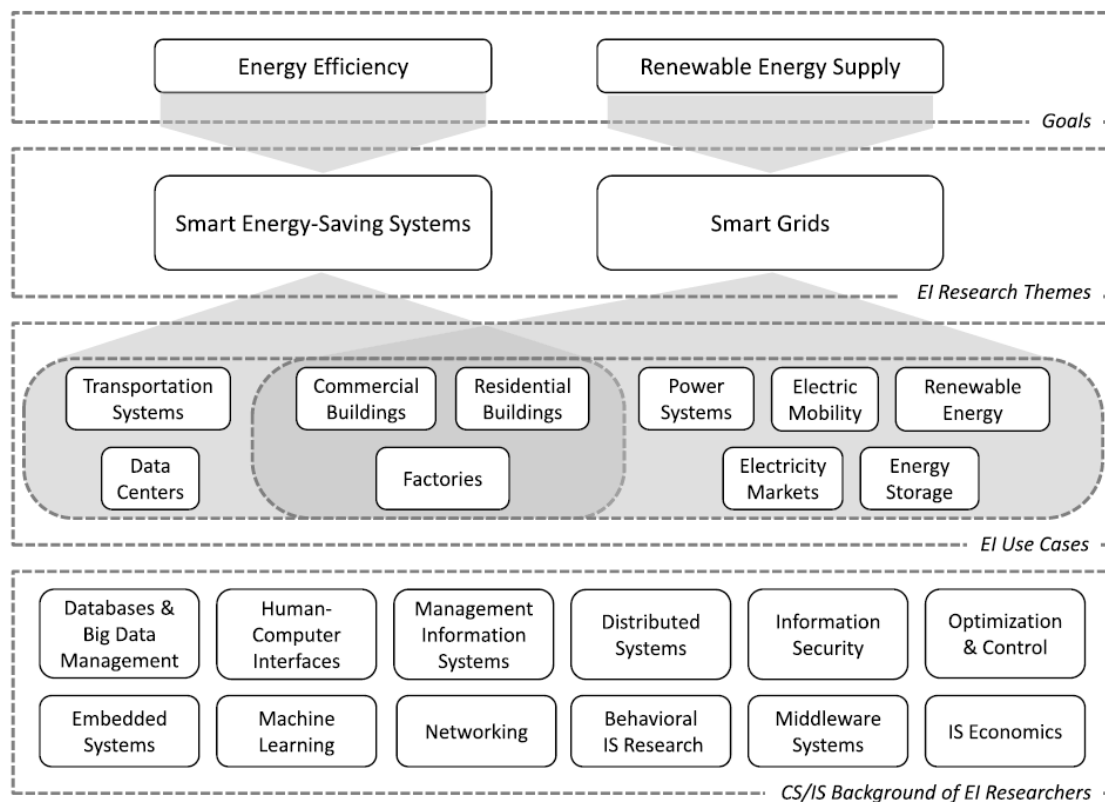 Energy Efficiency
Renewable Energy Supply
Goals
Smart Energy-Saving Systems
Smart Grids
EI Research Themes
Transportation
Systems
Commercial
Buildings
Residential
Buildings
Power
Systems
Electric
Mobility
Renewable
Energy
Data
Centers
Factories
Electricity
Markets
Energy
Storage
EI Use Cases
Databases &
Big Data
Management
Human-
Computer
Interfaces
Management
Information
Systems
Distributed
Systems
Information
Security
Optimization
& Control
Embedded
Systems
Machine
Learning
Networking
Behavioral
IS Research
Middleware
Systems
IS Economics
CS/IS Background of EI Researchers